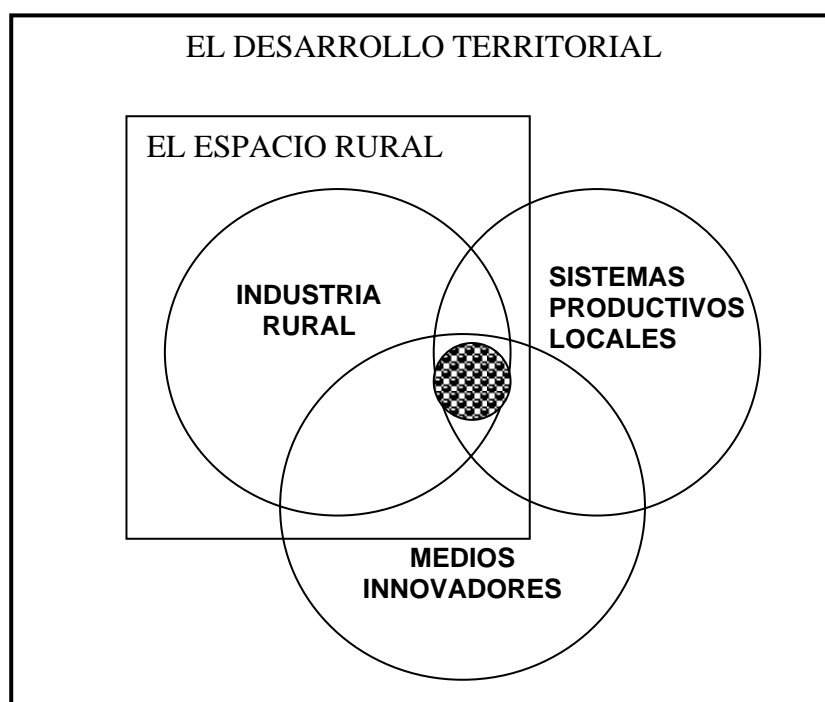 EL DESARROLLO TERRITORIAL
EL ESPACIO RURAL
INDUSTRIA
RURAL
SISTEMAS
PRODUCTIVOS
LOCALES
MEDIOS
INNOVADORES